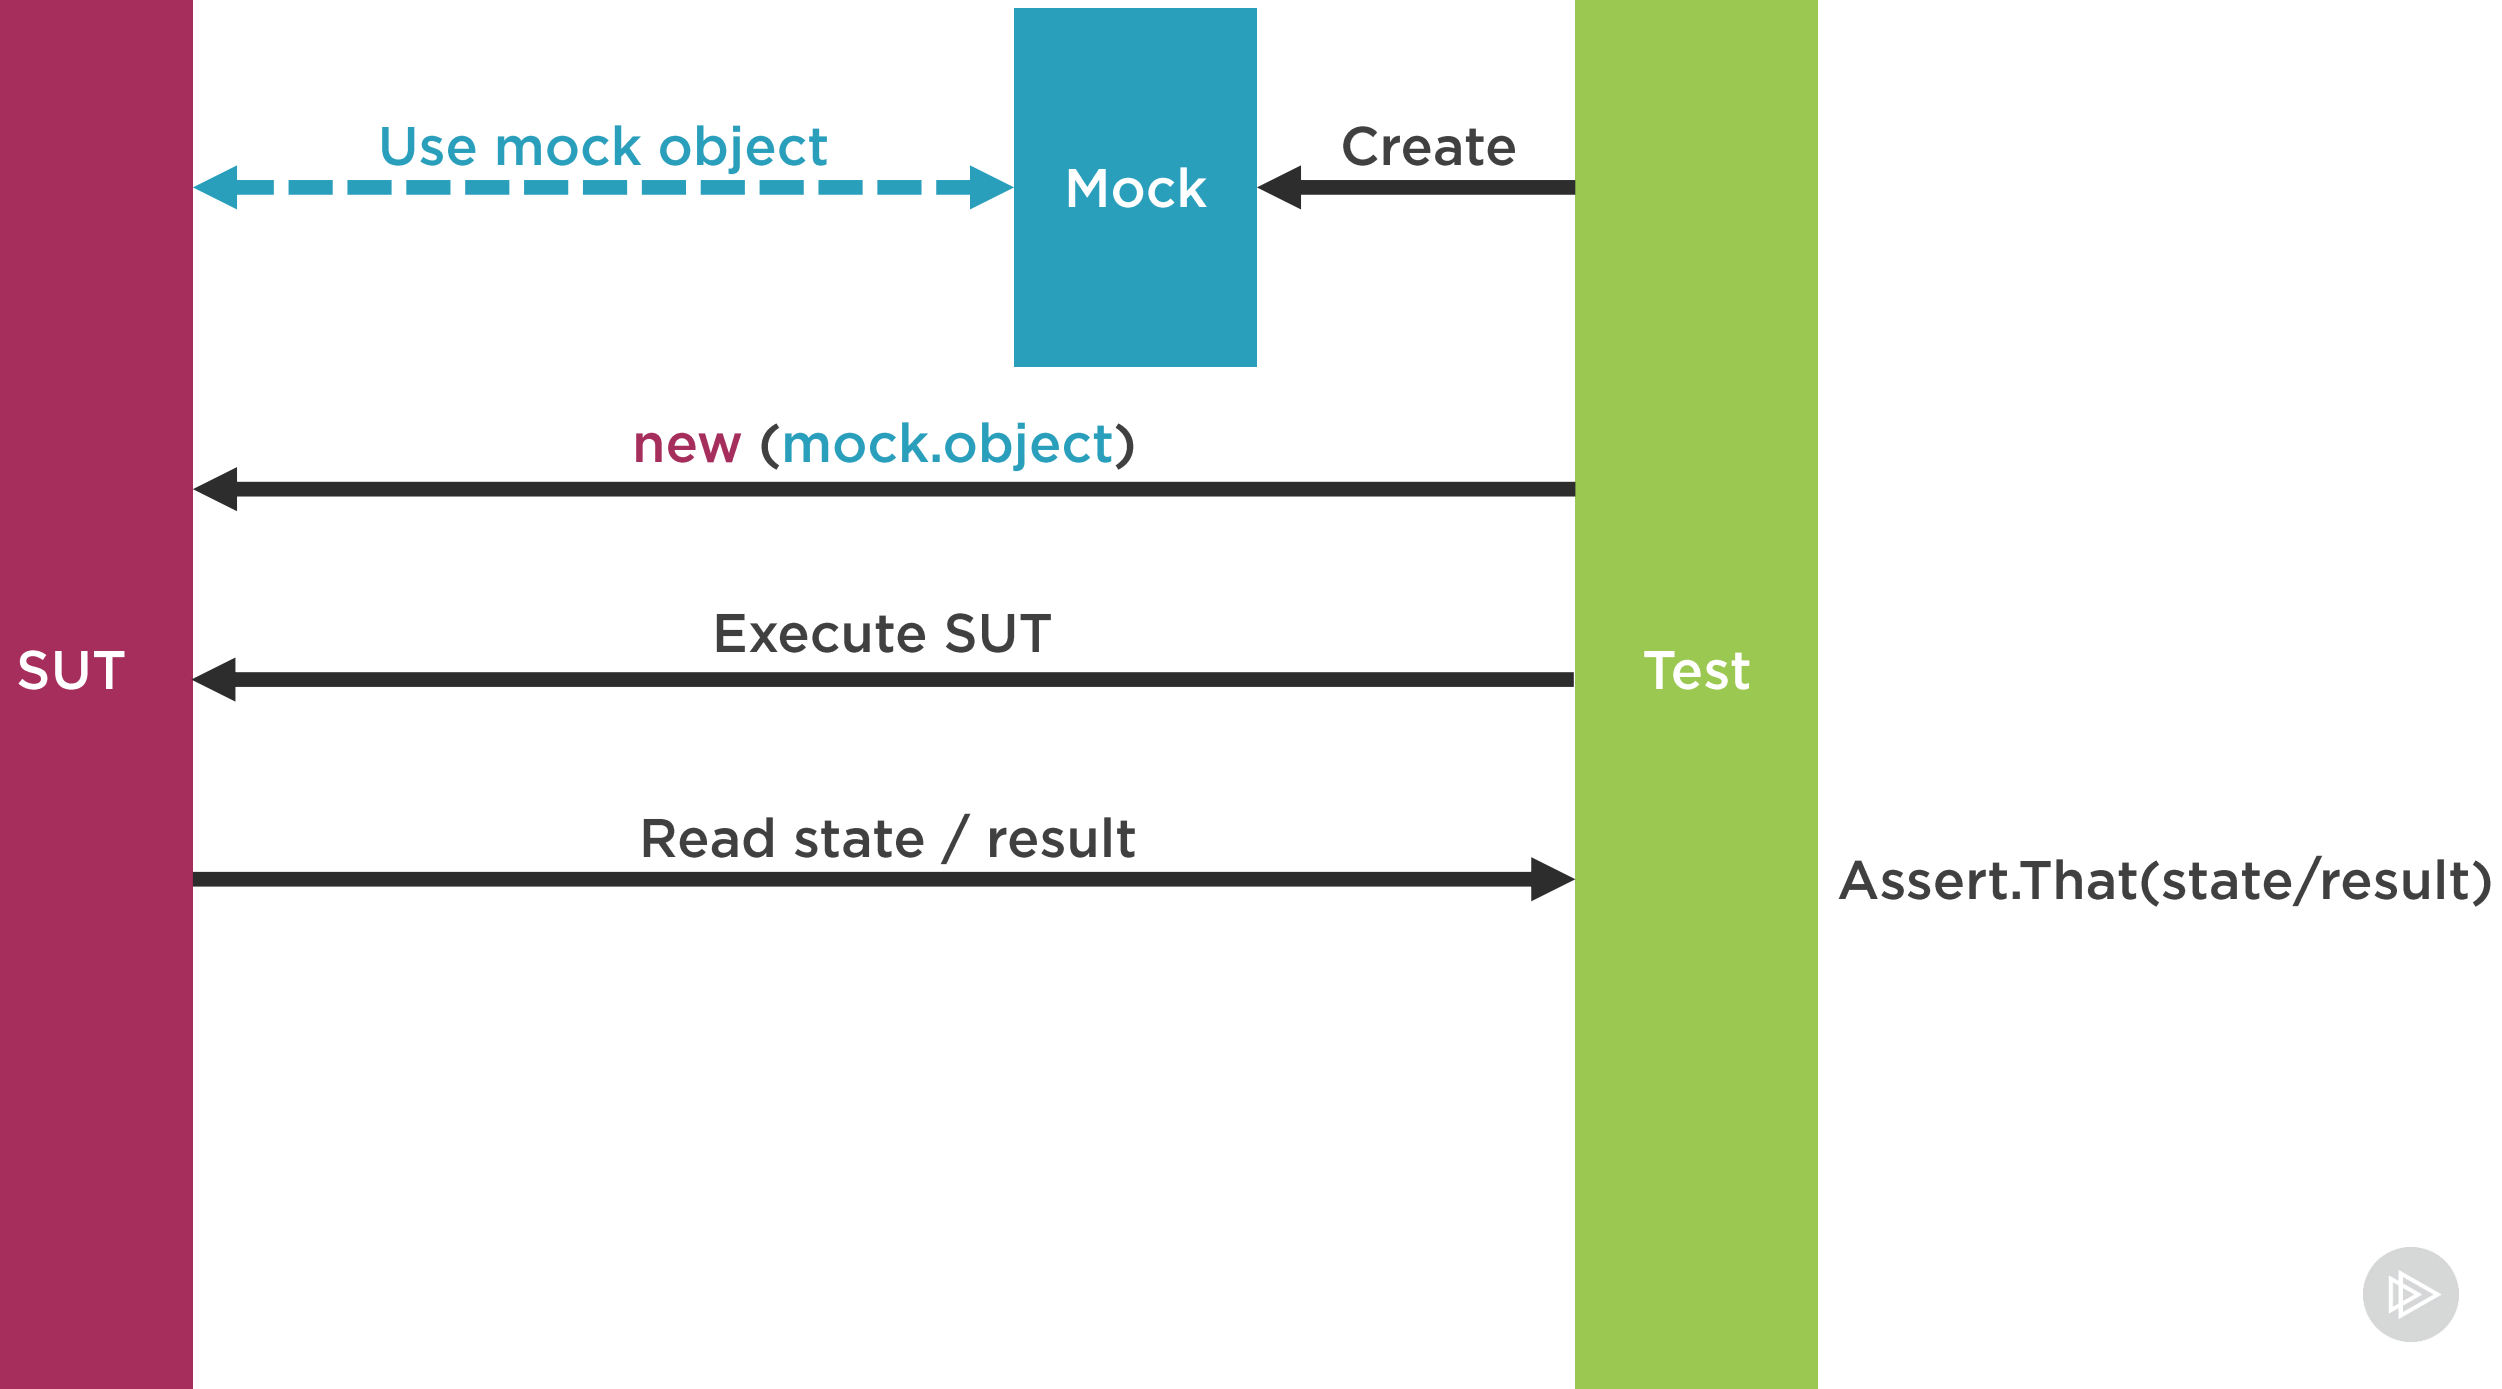 Use mock object
Create
Mock
new (mock.object)
Execute SUT
SUT
Test
Read state / result
Assert.That(state/result)